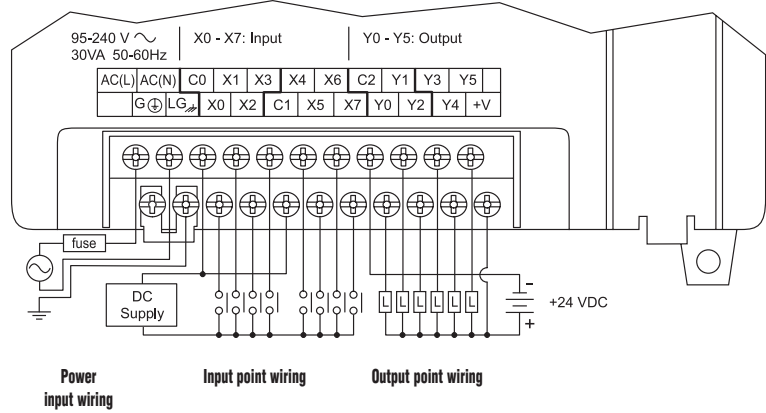 95-240 V ~ X0 - X7: Input Y0 - Y5: Output
30VA 50-60Hz
AC(L) AC(N) C0 X1 X3 X4 X6 C2 Y1 Y3 Y5
G LG X0 X2 C1 X5 X7 Y0 Y2 Y4 +V
fuse
DC
Supply
L L L L L L
-
+24 VDC
+
Power
input wiring
Input point wiring
Output point wiring